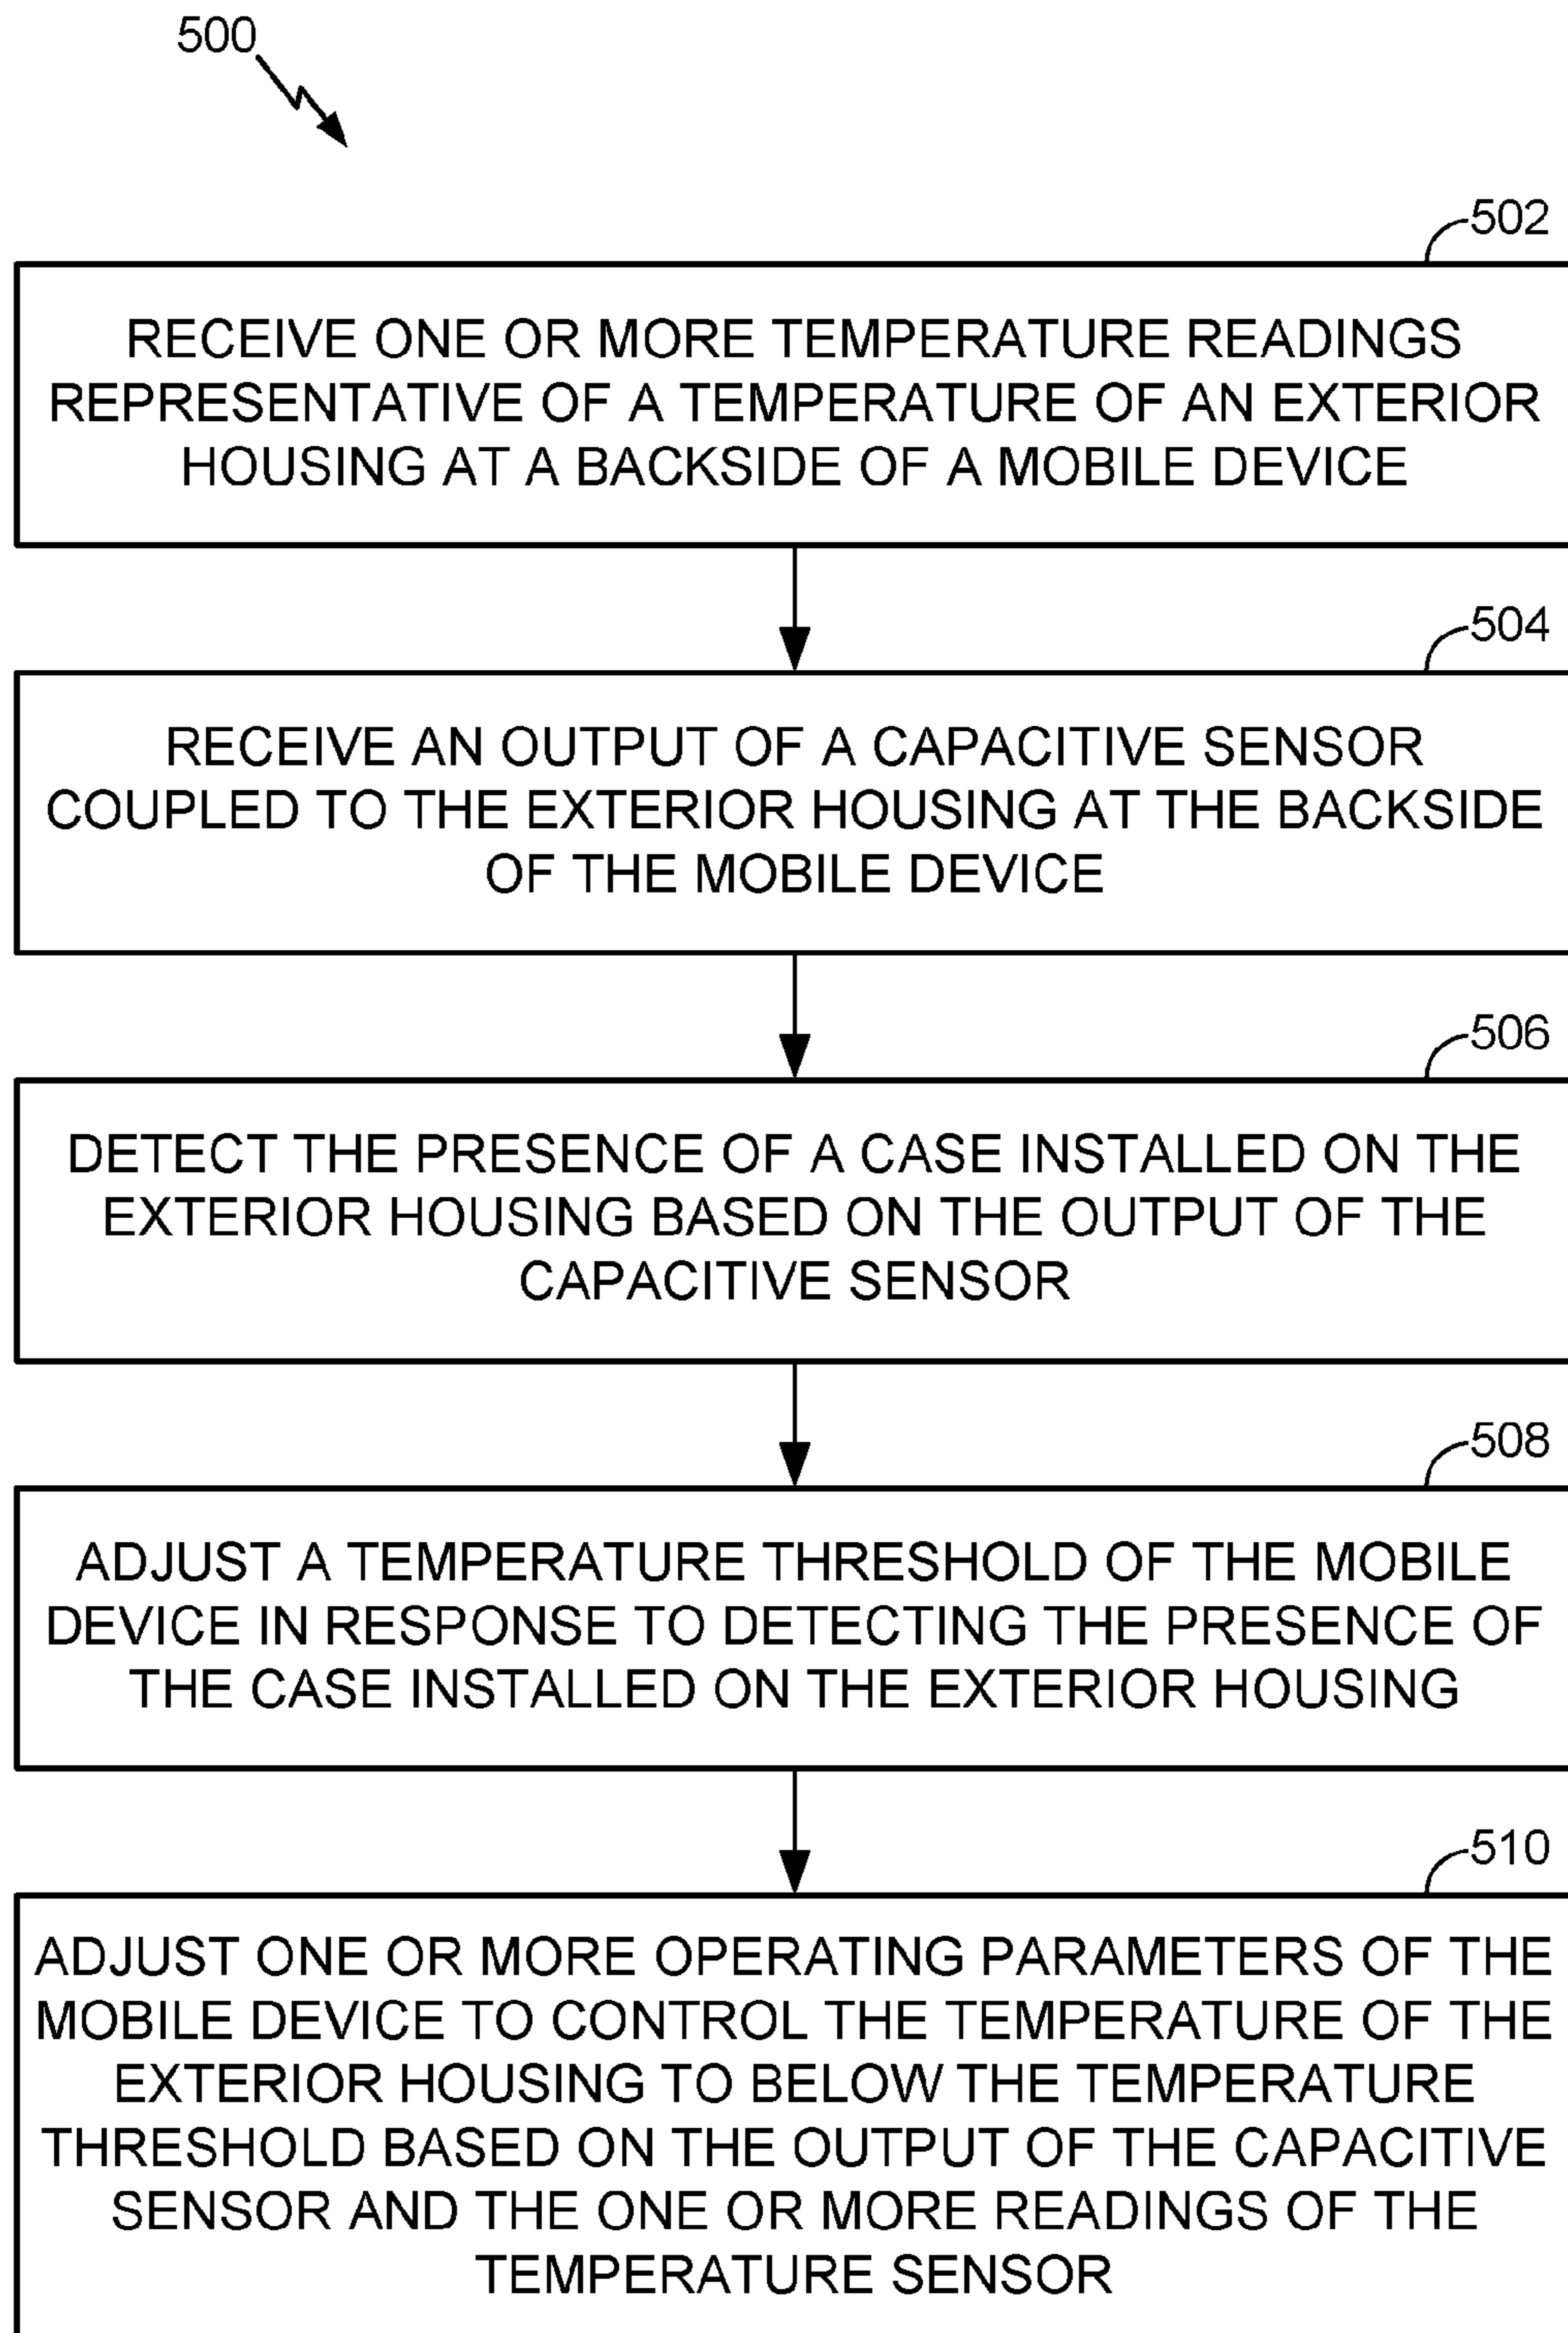 500
502
RECEIVE ONE OR MORE TEMPERATURE READINGS
REPRESENTATIVE OF A TEMPERATURE OF AN EXTERIOR
HOUSING AT A BACKSIDE OF A MOBILE DEVICE
504
RECEIVE AN OUTPUT OF A CAPACITIVE SENSOR
COUPLED TO THE EXTERIOR HOUSING AT THE BACKSIDE
OF THE MOBILE DEVICE
506
DETECT THE PRESENCE OF A CASE INSTALLED ON THE
EXTERIOR HOUSING BASED ON THE OUTPUT OF THE
CAPACITIVE SENSOR
508
ADJUST A TEMPERATURE THRESHOLD OF THE MOBILE
DEVICE IN RESPONSE TO DETECTING THE PRESENCE OF
THE CASE INSTALLED ON THE EXTERIOR HOUSING
510
ADJUST ONE OR MORE OPERATING PARAMETERS OF THE
MOBILE DEVICE TO CONTROL THE TEMPERATURE OF THE
EXTERIOR HOUSING TO BELOW THE TEMPERATURE
THRESHOLD BASED ON THE OUTPUT OF THE CAPACITIVE
SENSOR AND THE ONE OR MORE READINGS OF THE
TEMPERATURE SENSOR